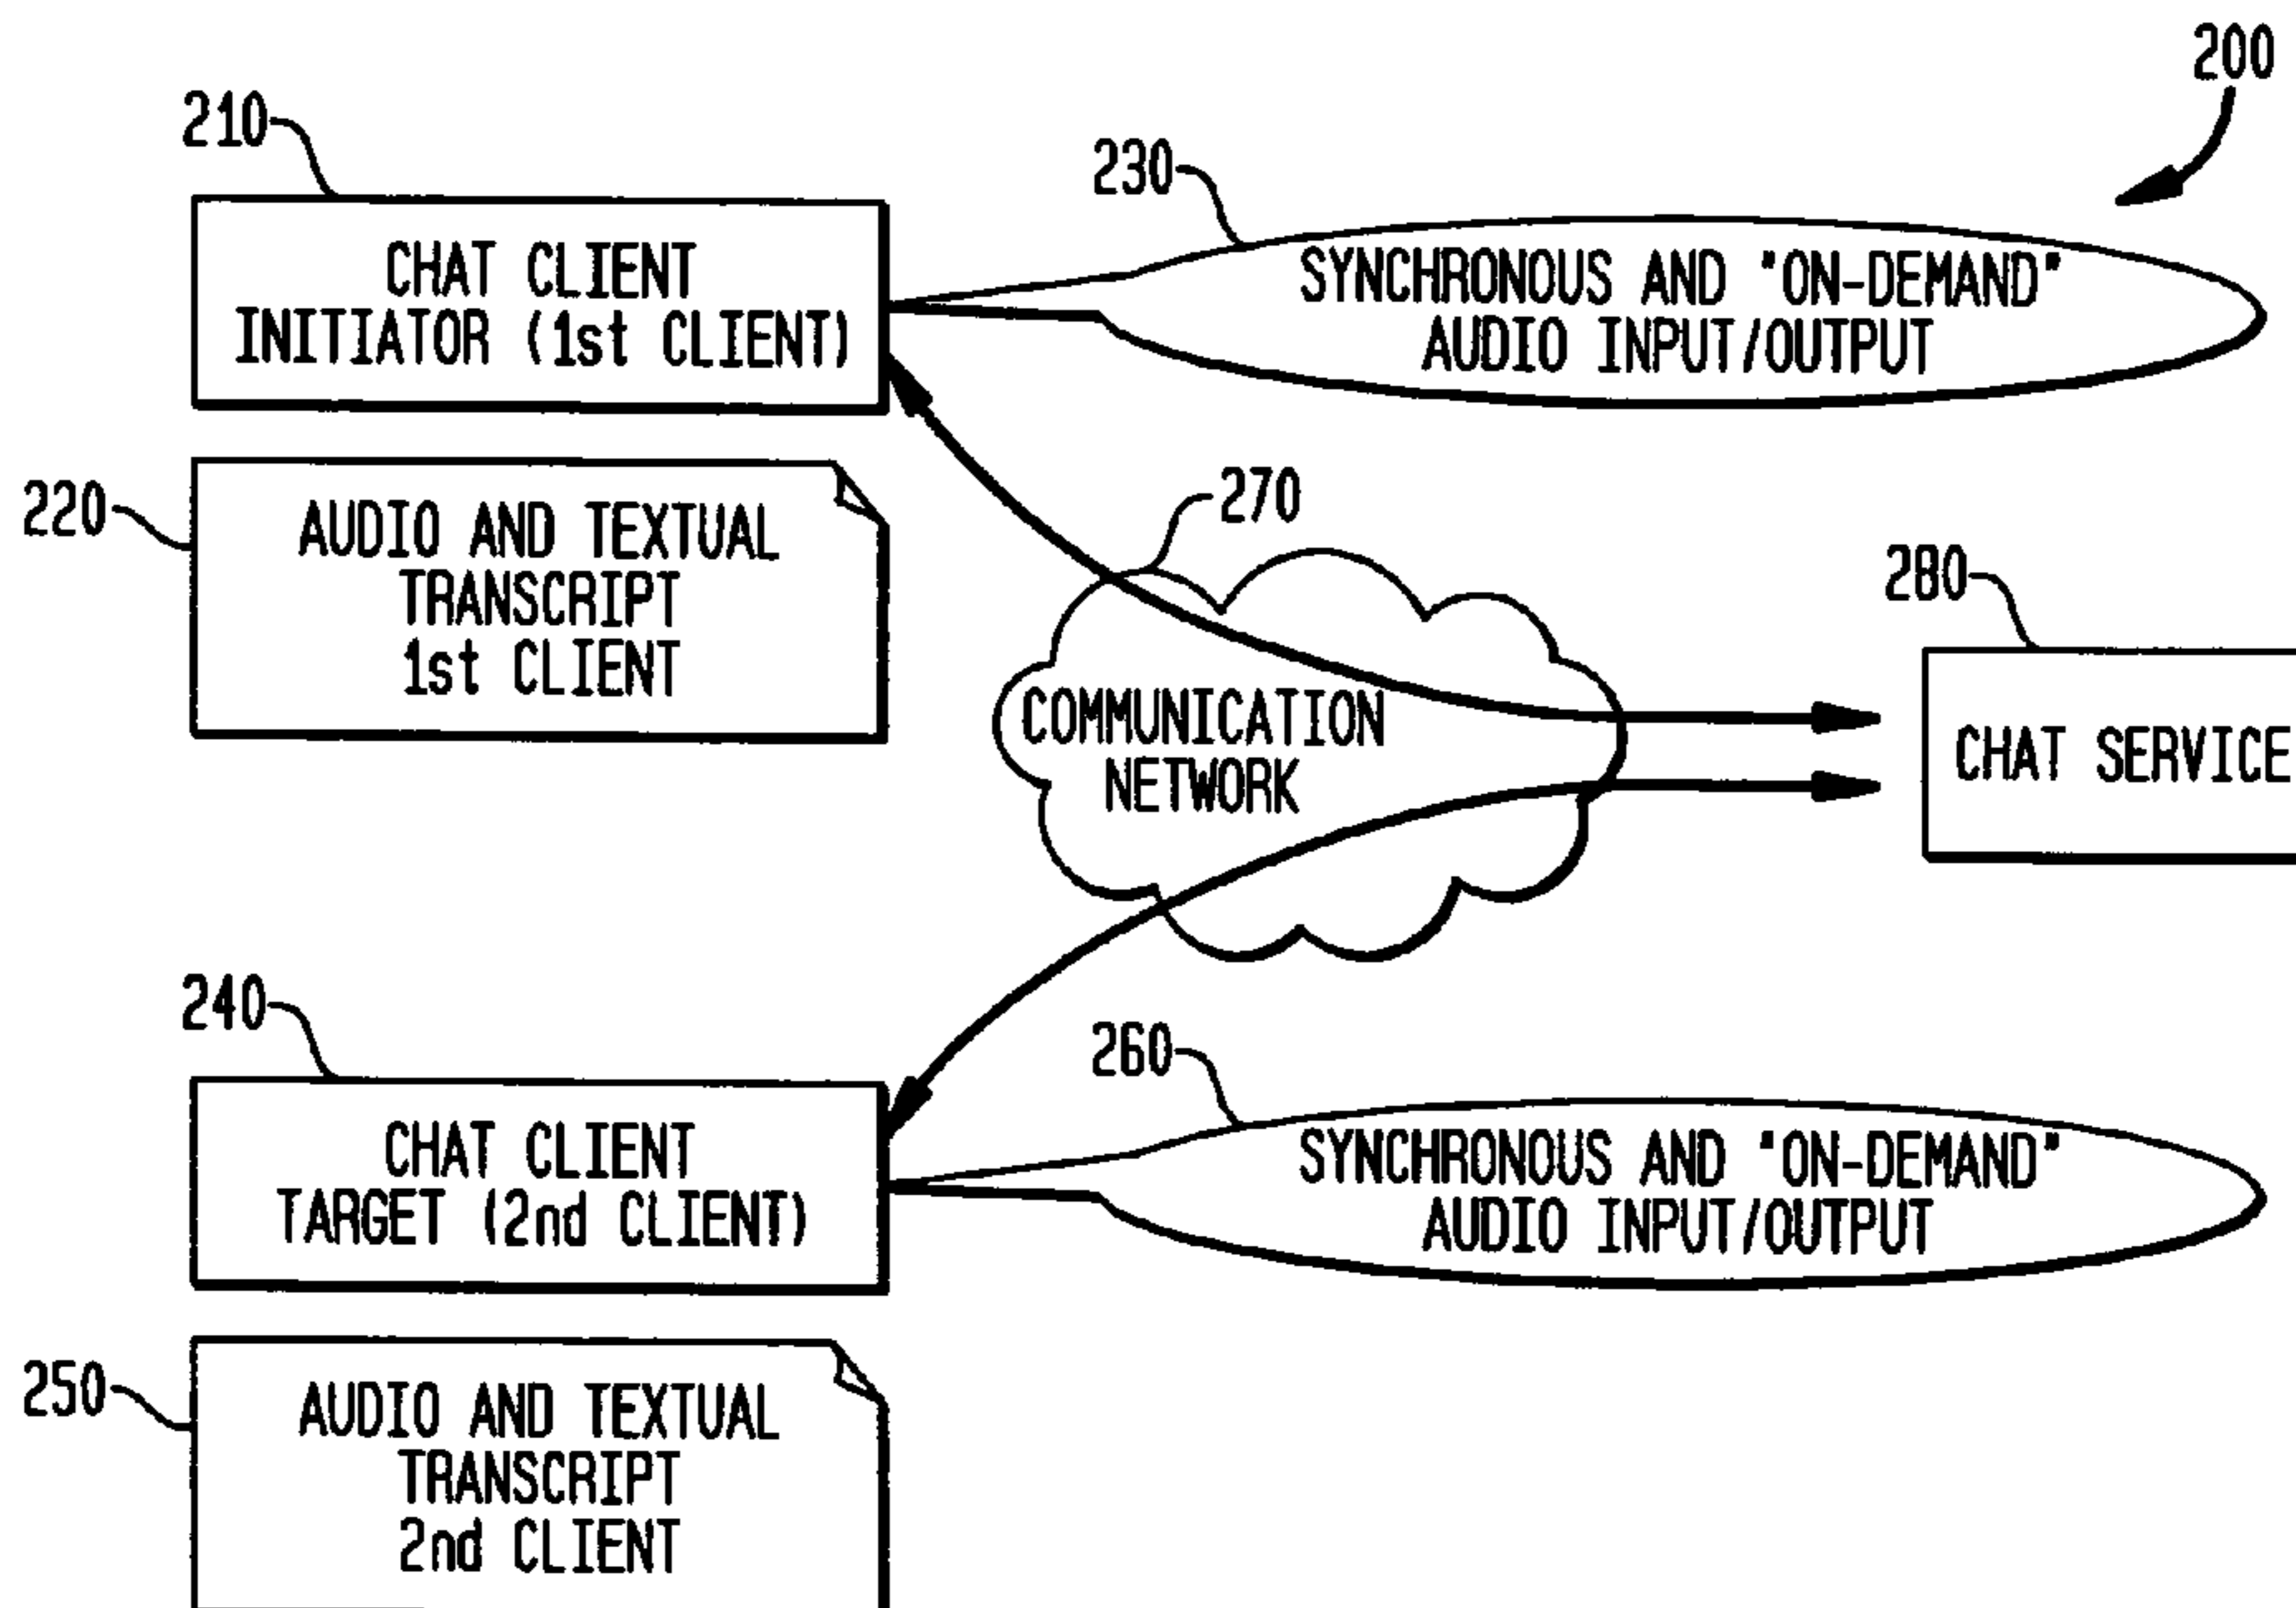 200
210
230
CHAT CLIENT
INITIATOR (1st CLIENT)
SYNCHRONOUS AND "ON-DEMAND"
AUDIO INPUT/OUTPUT
220
AUDIO AND TEXTUAL
TRANSCRIPT
1st CLIENT
270
COMMUNICATION
NETWORK
280
CHAT SERVICE
240
260
CHAT CLIENT
TARGET (2nd CLIENT)
SYNCHRONOUS AND "ON-DEMAND"
AUDIO INPUT/OUTPUT
250
AUDIO AND TEXTUAL
TRANSCRIPT
2nd CLIENT